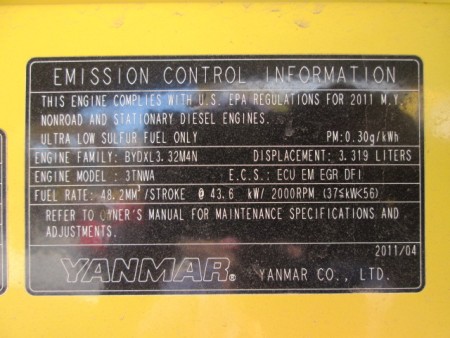 EMISSION CONTROL INFORMATION
THIS ENGINE COMPLIES WITH U.S. EPA REGULATIONS FOR 2011 M.Y.
NONROAD AND STATIONARY DIESEL ENGINES.
ULTRA LOW SULFUR FUEL ONLY PM:0.30g/kWh
ENGINE FAMILY: BYDXL3.32M4N DISPLACEMENT: 3.319 LITERS
ENGINE MODEL: 3TNWA E.C.S.: ECU EM EGR DFI
FUEL RATE: 48.2MM³/STROKE @ 43.6 kW/ 2000RPM (37≤kW<56)
REFER TO OWNER'S MANUAL FOR MAINTENANCE SPECIFICATIONS AND
ADJUSTMENTS.
2011/04
YANMAR® YANMAR CO., LTD.